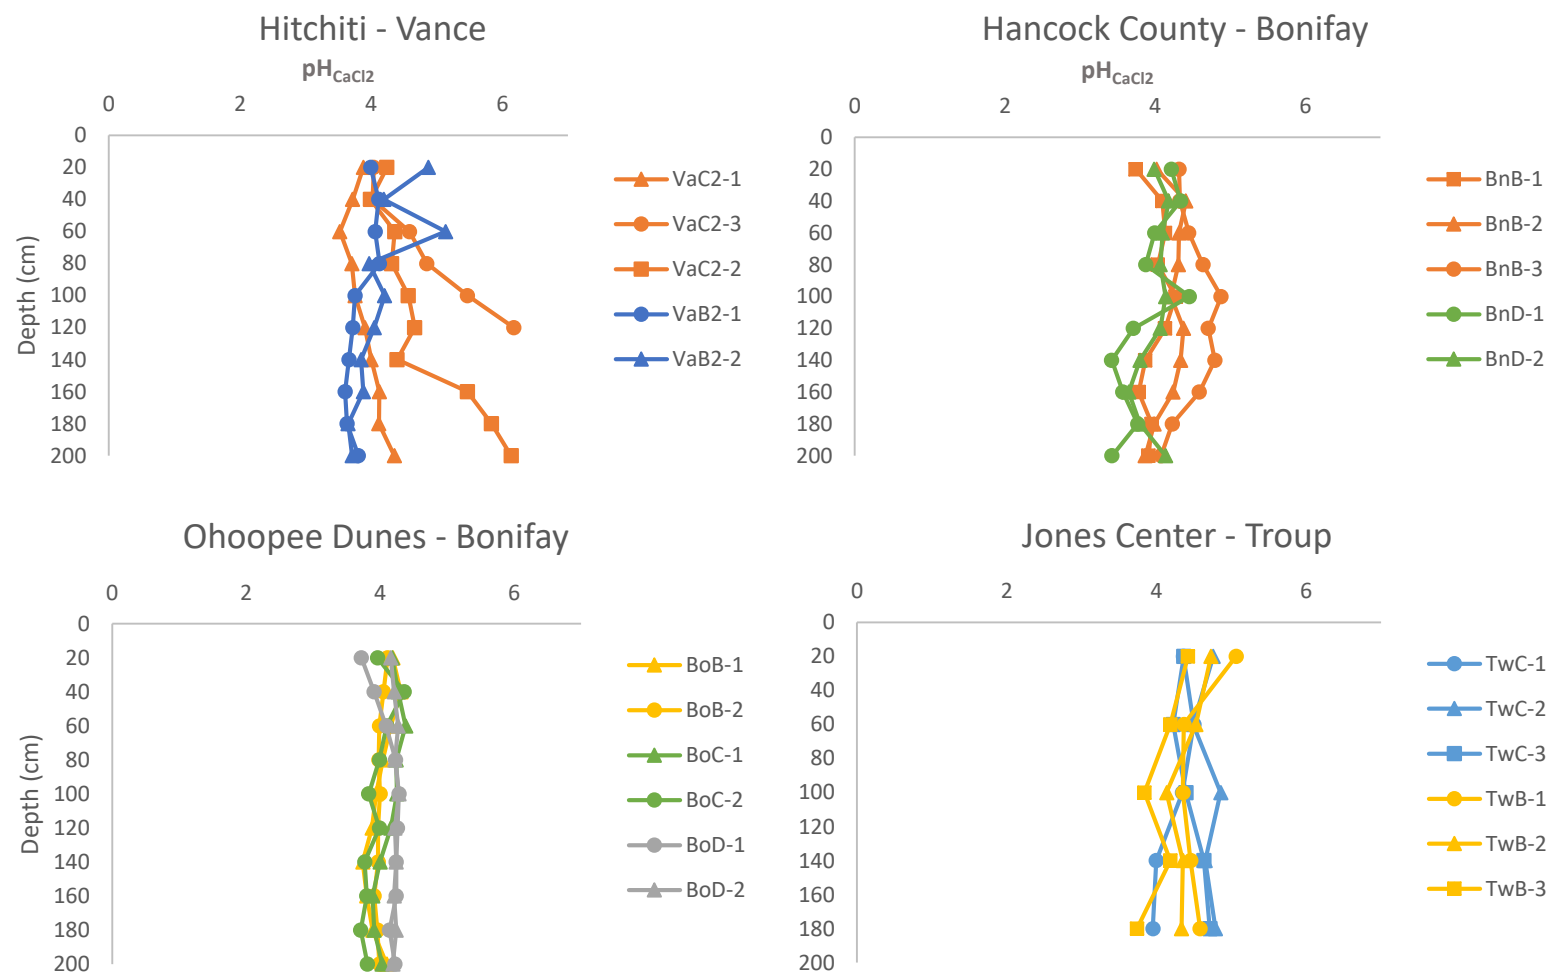 Hitchiti - Vance
pHCaCl2
0 2 4 6
0
20
40
60
80
100
120
140
160
180
200
Depth (cm)
VaC2-1
VaC2-3
VaC2-2
VaB2-1
VaB2-2
Hancock County - Bonifay
pHCaCl2
0 2 4 6
0
20
40
60
80
100
120
140
160
180
200
BnB-1
BnB-2
BnB-3
BnD-1
BnD-2
Ohoopee Dunes - Bonifay
0 2 4 6
0
20
40
60
80
100
120
140
160
180
200
Depth (cm)
BoB-1
BoB-2
BoC-1
BoC-2
BoD-1
BoD-2
Jones Center - Troup
0 2 4 6
0
20
40
60
80
100
120
140
160
180
200
TwC-1
TwC-2
TwC-3
TwB-1
TwB-2
TwB-3